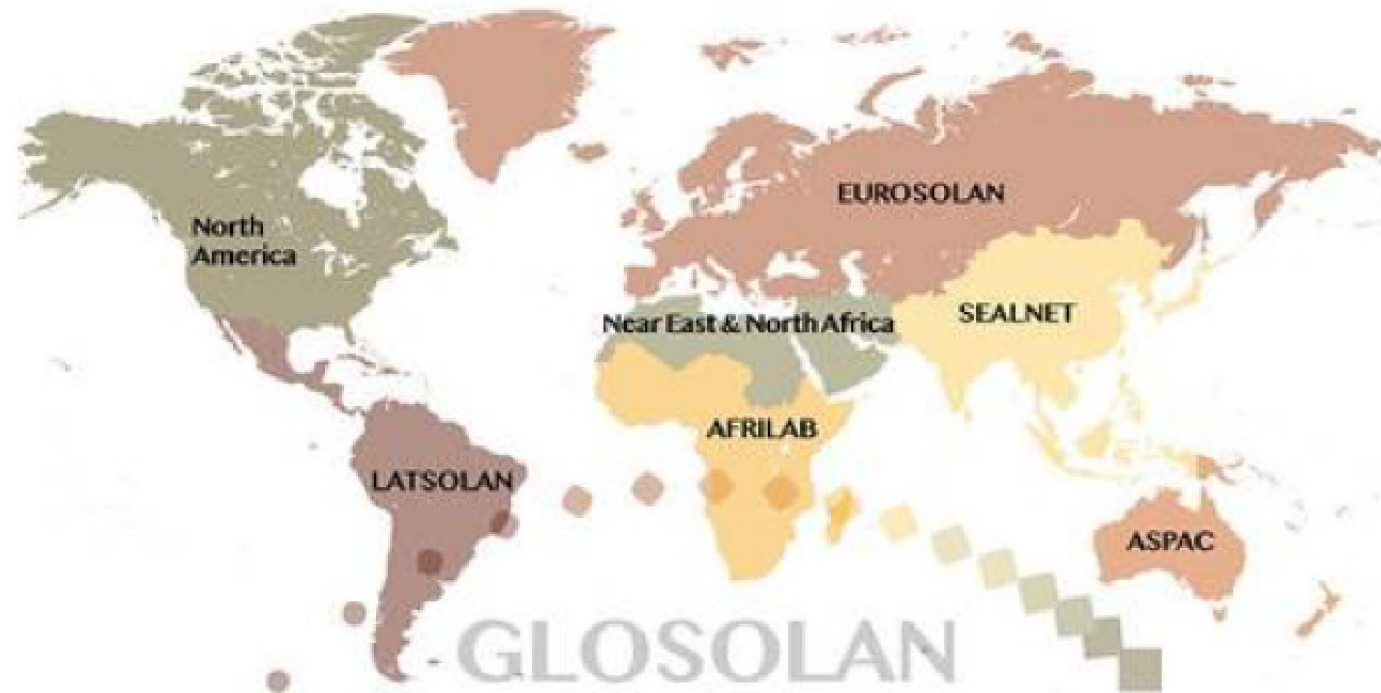 EUROSOLAN
North
America
SEALNET
Near East & North Africa
AFRILAB
LATSOLAN
ASPAC
GLOSOLAN